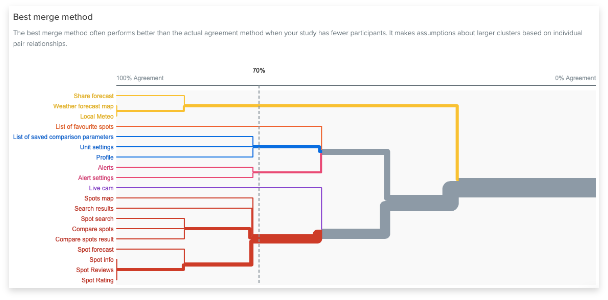 Best merge method
The best merge method often performs better than the actual agreement method when your study has fewer participants. It makes assumptions about larger clusters based on individual
pair relationships.
70%
100% Agreement
0% Agreement
Share forecast
Weather forecast map
Local Meteo
List of favourite spots
List of saved comparison parameters
Unit settings
Profile
Alerts
Alert settings
Live cam
Spots map
Search results
Spot search
Compare spots
Compare spots result
Spot forecast
Spot info
Spot Reviews
Spot Rating